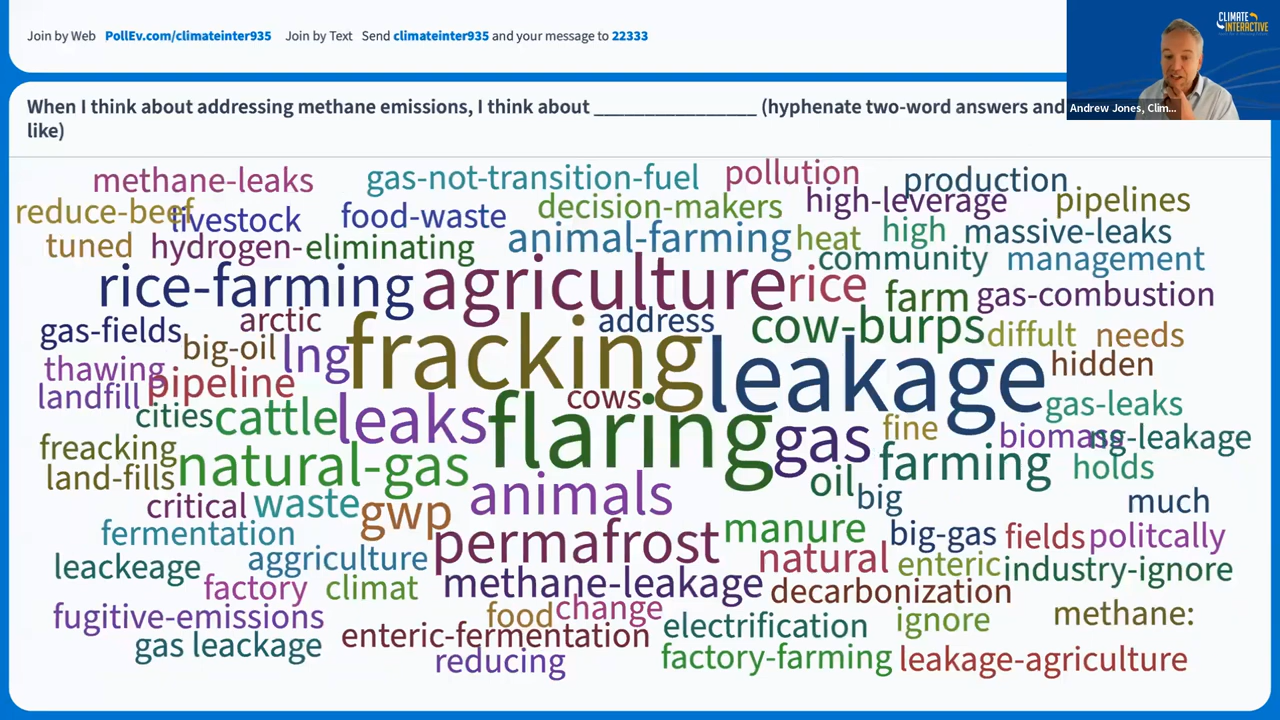 Join by Web PollEv.com/climateinter935 Join by Text Send climateinter935 and your message to 22333
CLIMATE
INTERACTIVE
Andrew Jones, Clim...
When I think about addressing methane emissions, I think about ________________ (hyphenate two-word answers and
like)
methane-leaks gas-not-transition-fuel pollution production
reduce-beef livestock food-waste decision-makers high-leverage pipelines
tuned hydrogen- eliminating animal-farming heat high massive-leaks
community management
rice-farming agriculture rice farm gas-combustion
gas-fields arctic address cow-burps diffult needs
big-oil lng fracking leakage hidden
thawing pipeline
landfill cows gas-leaks
cities cattle leaks flaring gas fine biomass ng-leakage
freacking natural-gas farming holds
land-fills oil big much
critical waste gwp animals
fermentation permafrost manure big-gas fields politcally
leackeage aggriculture natural enteric industry-ignore
factory climat methane-leakage decarbonization
fugitive-emissions food change electrification ignore methane:
gas leackage enteric-fermentation
reducing factory-farming leakage-agriculture